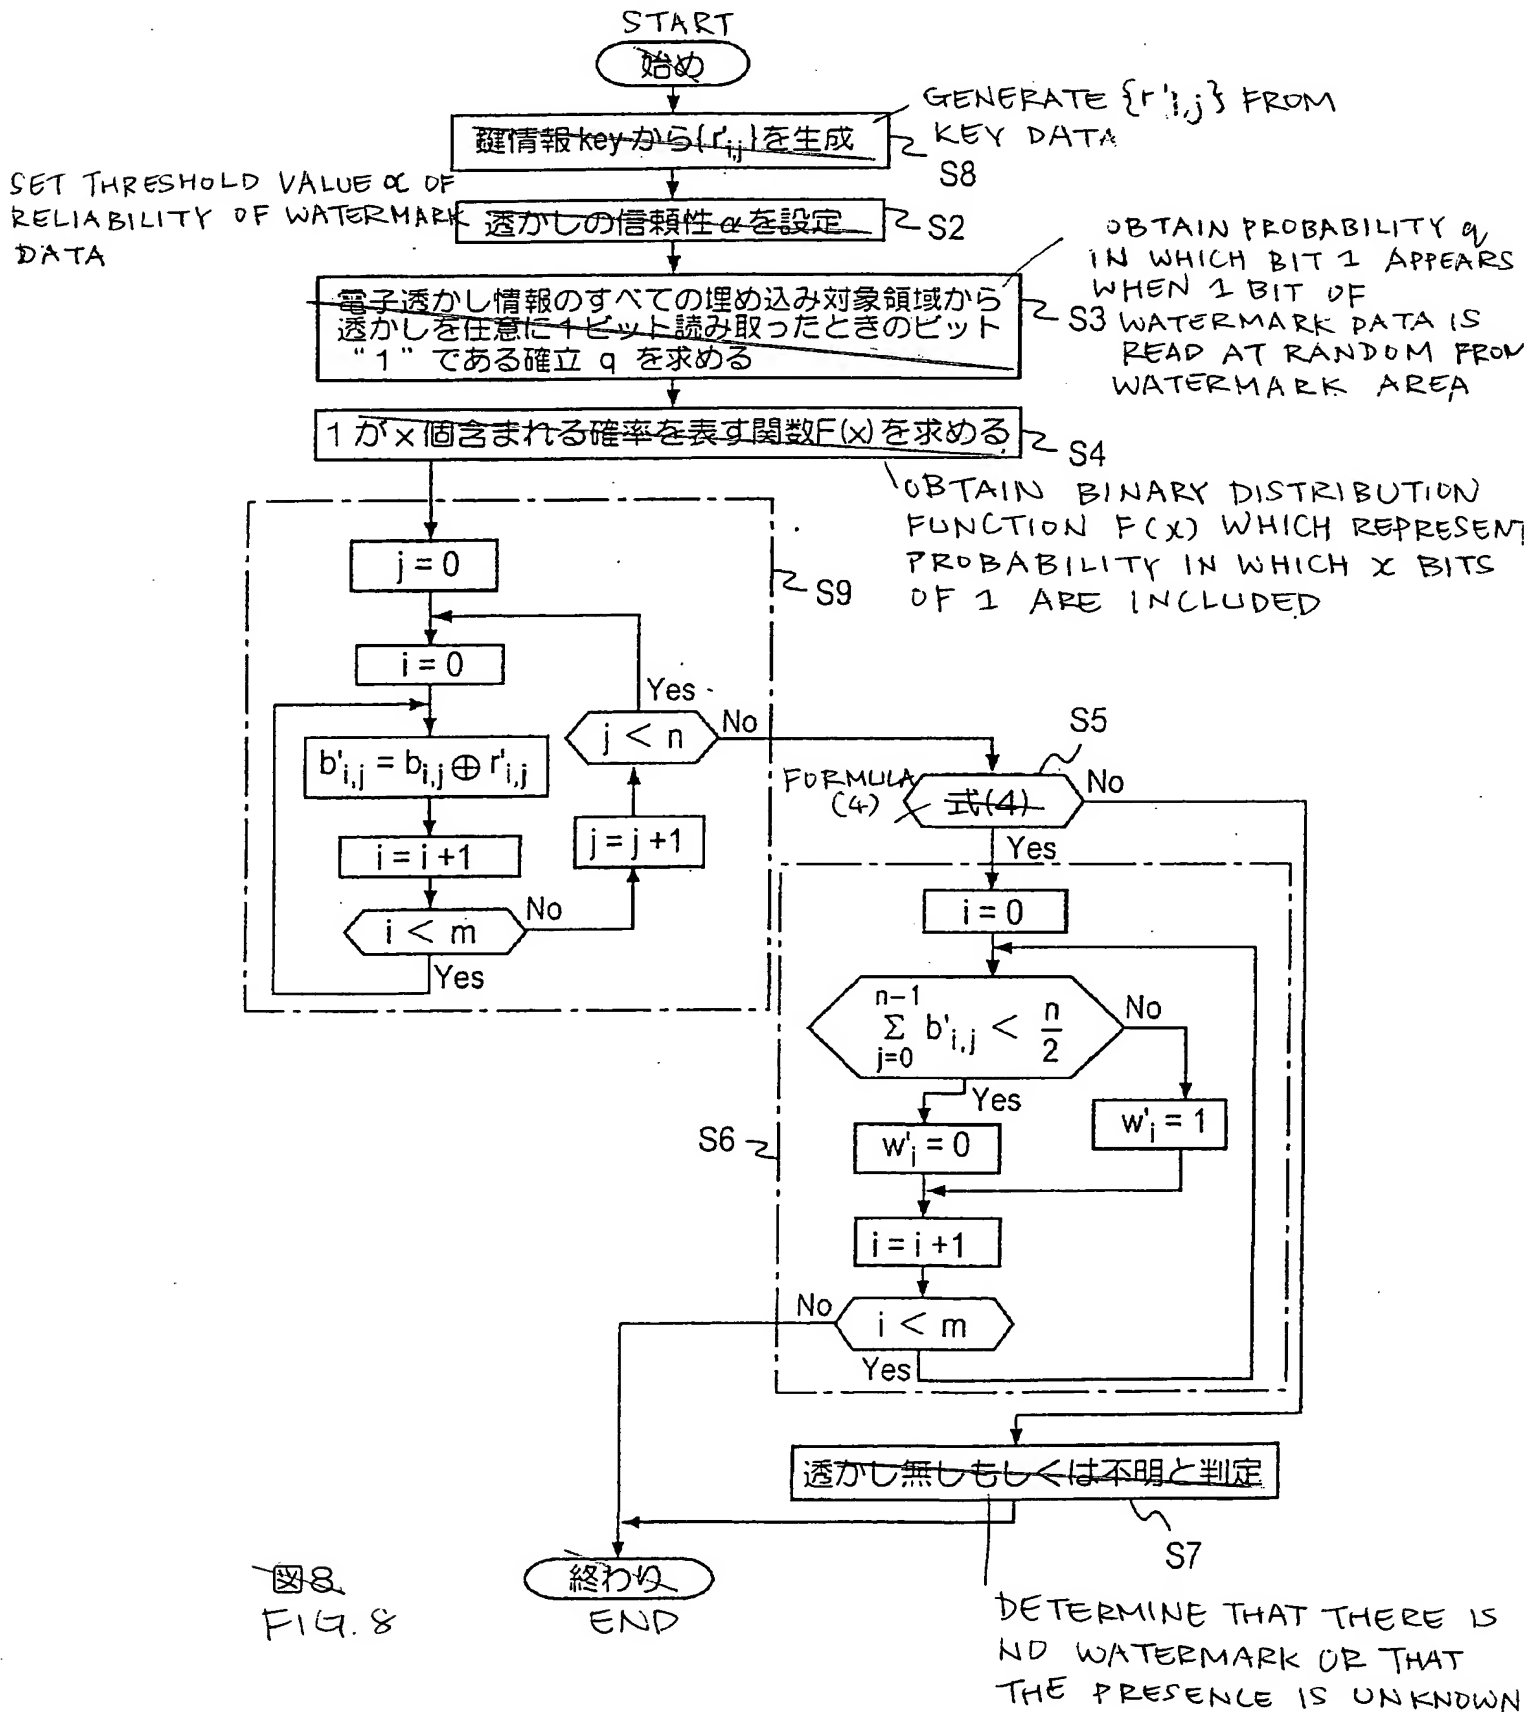 START
始め
GENERATE {r'i,j} FROM
KEY DATA
鍵情報keyから{r'i,j}を生成
S8
SET THRESHOLD VALUE α OF
RELIABILITY OF WATERMARK
DATA
透かしの信頼性αを設定
S2
OBTAIN PROBABILITY q
IN WHICH BIT 1 APPEARS
WHEN 1 BIT OF
WATERMARK DATA IS
READ AT RANDOM FROM
WATERMARK AREA
電子透かし情報のすべての埋め込み対象領域から
透かしを任意に1ビット読み取ったときのビット
"1"である確立 q を求める
S3
1がx個含まれる確率を表す関数F(x)を求める
S4
OBTAIN BINARY DISTRIBUTION
FUNCTION F(x) WHICH REPRESENT
PROBABILITY IN WHICH x BITS
OF 1 ARE INCLUDED
j = 0
S9
i = 0
Yes
j < n
No
b'i,j = bi,j ⊕ r'i,j
j = j +1
i = i +1
i < m
No
Yes
S5
FORMULA
(4)
式(4)
No
Yes
i = 0
n-1
Σ b'i,j < n/2
j=0
No
Yes
w'i = 1
S6
w'i = 0
i = i +1
No
i < m
Yes
透かし無しもしくは不明と判定
S7
図8
FIG. 8
終わり
END
DETERMINE THAT THERE IS
NO WATERMARK OR THAT
THE PRESENCE IS UNKNOWN